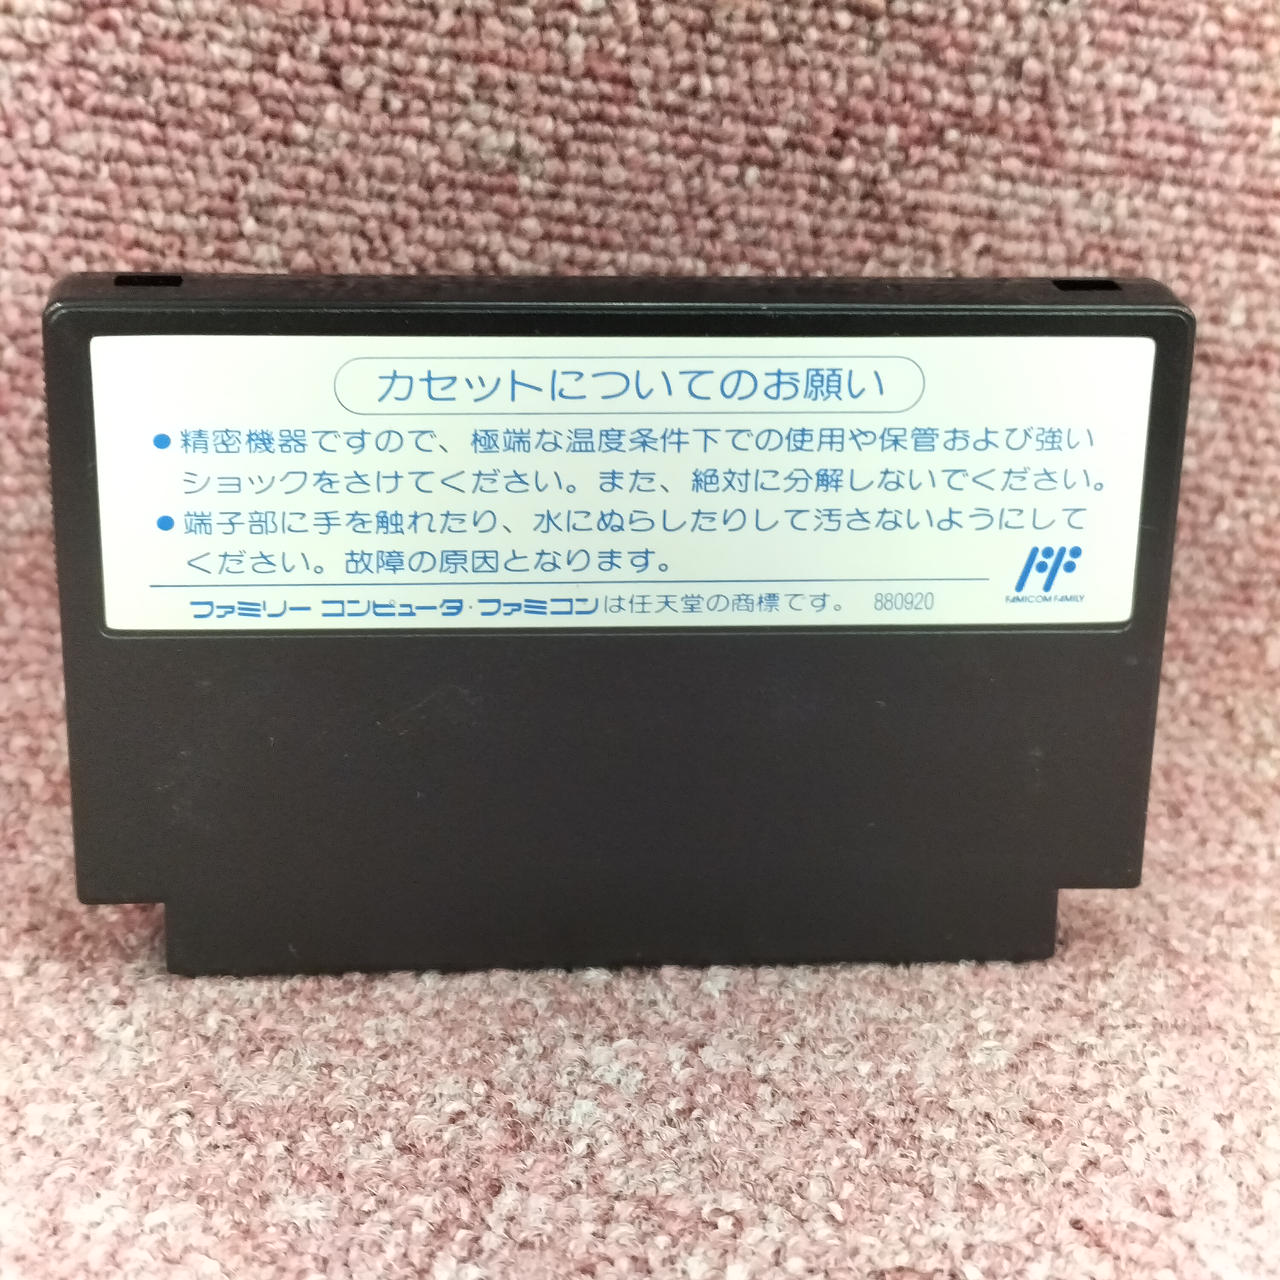 カセットについてのお願い
●精密機器ですので、極端な温度条件下での使用や保管および強い
ショックをさけてください。また、絶対に分解しないでください。
●端子部に手を触れたり、水にぬらしたりして汚さないようにして
ください。故障の原因となります。
ファミリー コンピュータ・ファミコンは任天堂の商標です。 880920
FAMICOM FAMILY